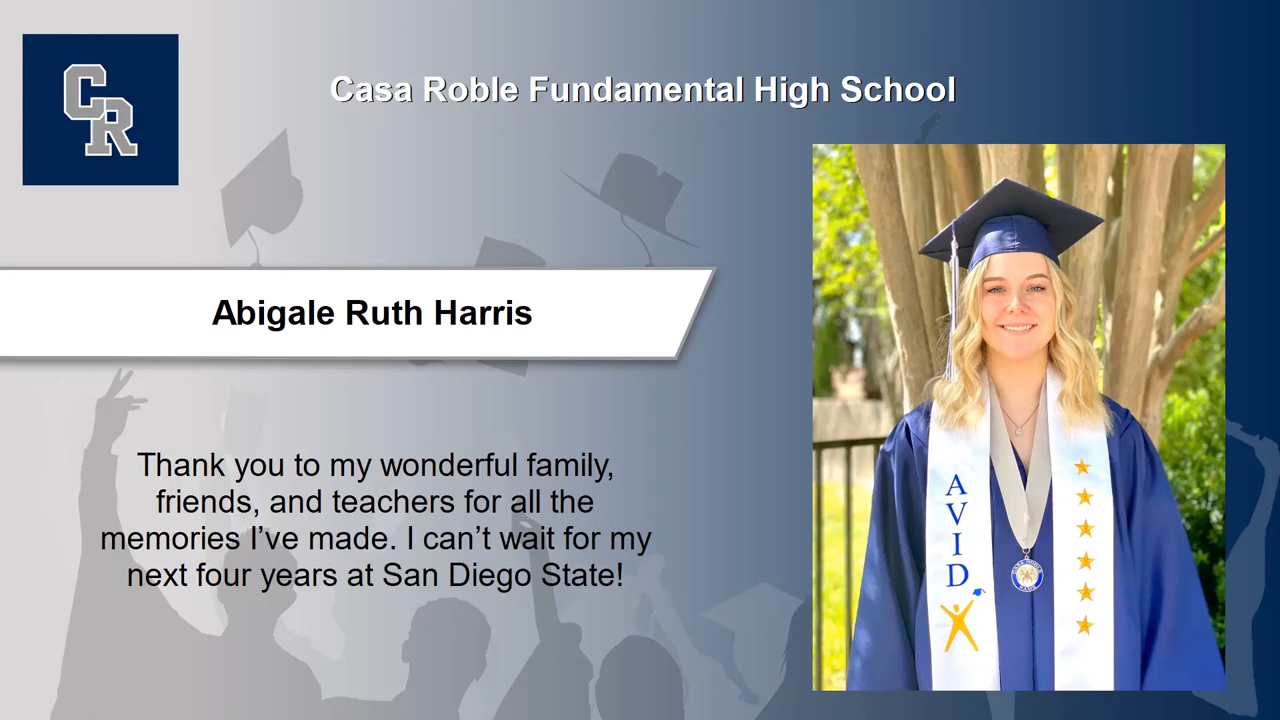 CR
Casa Roble Fundamental High School
Abigale Ruth Harris
Thank you to my wonderful family,
friends, and teachers for all the
memories I’ve made. I can’t wait for my
next four years at San Diego State!
A
V
I
D